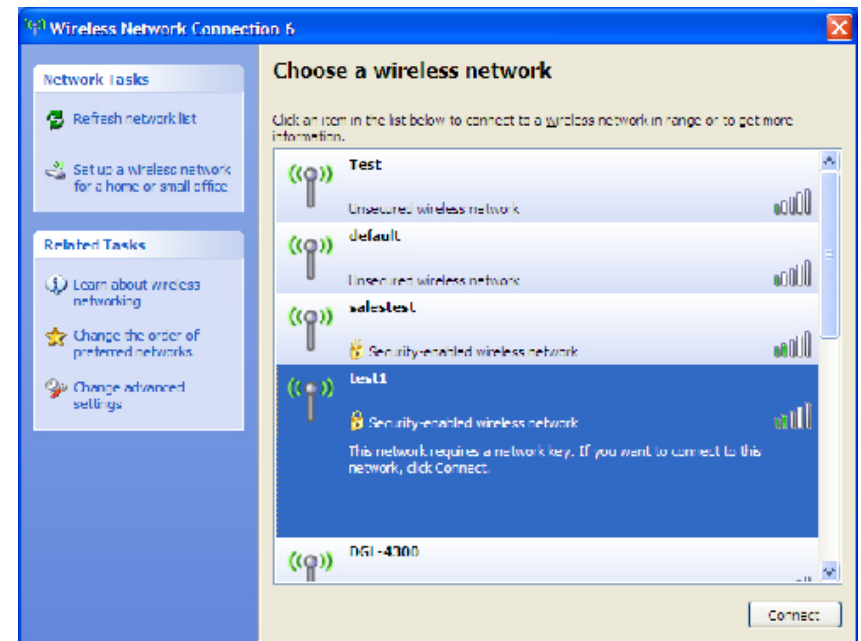 Wireless Network Connection 6
Network Tasks
Refresh network list
Set up a wireless network
for a home or small office
Related Tasks
Learn about wireless
networking
Change the order of
preferred networks
Change advanced
settings
Choose a wireless network
Click an item in the list below to connect to a wireless network in range or to get more
information.
Test
Unsecured wireless network
default
Unsecured wireless network
salestest
Security-enabled wireless network
test1
Security-enabled wireless network
This network requires a network key. If you want to connect to this
network, click Connect.
DGL-4300
Connect